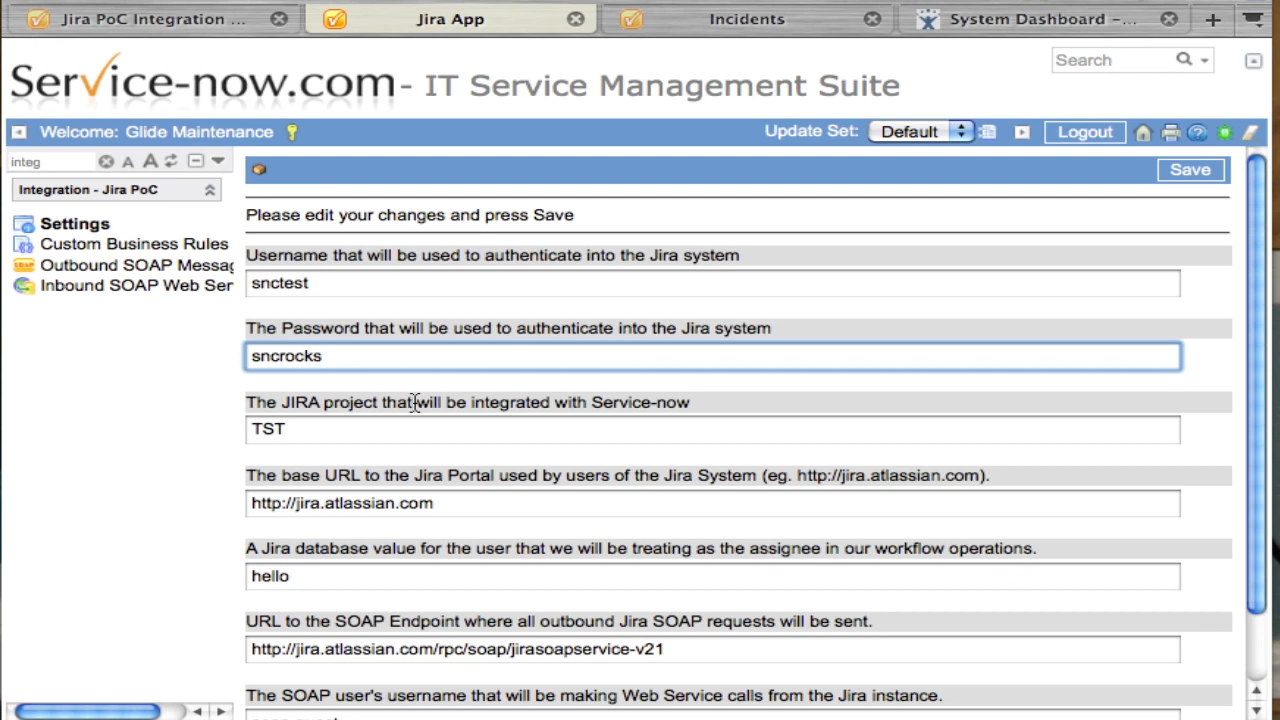 Jira PoC Integration ...
Jira App
Incidents
System Dashboard – ...
Service-now.com - IT Service Management Suite
Search
Welcome: Glide Maintenance
Update Set:
Default
Logout
integ
A A
Integration - Jira PoC
Settings
Custom Business Rules
Outbound SOAP Messag
Inbound SOAP Web Ser
Save
Please edit your changes and press Save
Username that will be used to authenticate into the Jira system
snctest
The Password that will be used to authenticate into the Jira system
sncrocks
The JIRA project that will be integrated with Service-now
TST
The base URL to the Jira Portal used by users of the Jira System (eg. http://jira.atlassian.com).
http://jira.atlassian.com
A Jira database value for the user that we will be treating as the assignee in our workflow operations.
hello
URL to the SOAP Endpoint where all outbound Jira SOAP requests will be sent.
http://jira.atlassian.com/rpc/soap/jirasoapservice-v21
The SOAP user's username that will be making Web Service calls from the Jira instance.